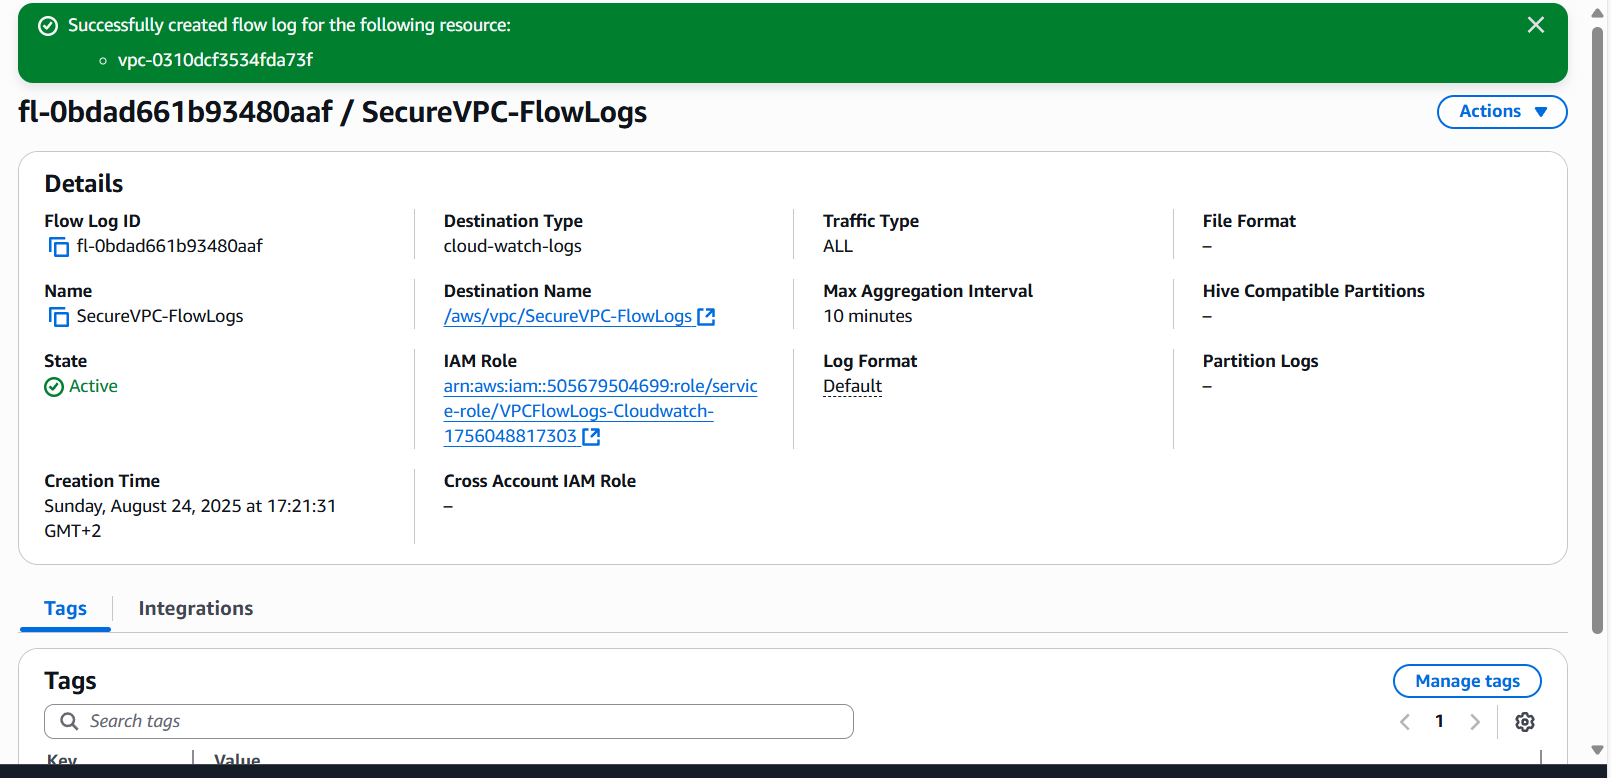 Successfully created flow log for the following resource:
vpc-0310dcf3534fda73f
fl-0bdad661b93480aaf / SecureVPC-FlowLogs
Actions
Details
Flow Log ID
fl-0bdad661b93480aaf
Destination Type
cloud-watch-logs
Traffic Type
ALL
File Format
–
Name
SecureVPC-FlowLogs
Destination Name
/aws/vpc/SecureVPC-FlowLogs
Max Aggregation Interval
10 minutes
Hive Compatible Partitions
–
State
Active
IAM Role
arn:aws:iam::505679504699:role/servic
e-role/VPCFlowLogs-Cloudwatch-
1756048817303
Log Format
Default
Partition Logs
–
Creation Time
Sunday, August 24, 2025 at 17:21:31
GMT+2
Cross Account IAM Role
–
Tags
Integrations
Tags
Manage tags
Search tags
1
Key
Value